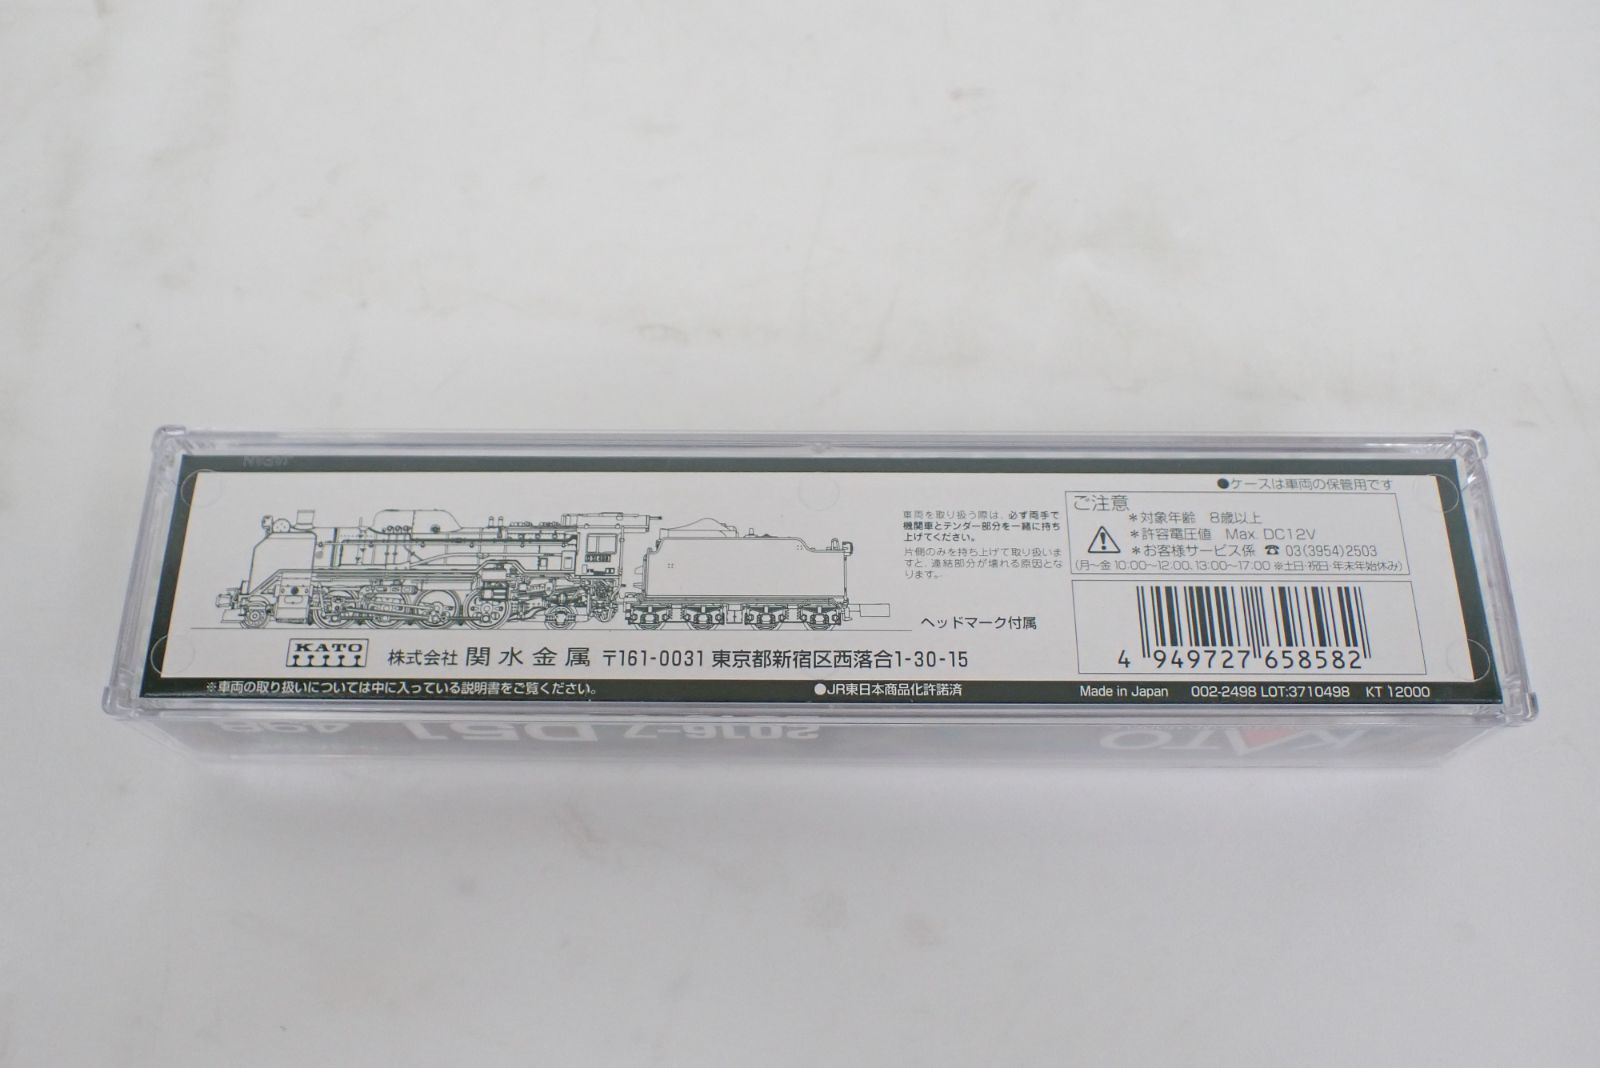 ●ケースは車両の保管用です
車両を取り扱う際は、必ず両手で
機関車とテンダー部分を一緒に持ち
上げてください。
片側のみを持ち上げて取り扱いま
すと、連結部分が壊れる原因とな
ります。
ご注意
＊対象年齢　8歳以上
＊許容電圧値　Max. DC12V
＊お客様サービス係 ☎ 03(3954)2503
(月〜金 10:00〜12:00、13:00〜17:00 ※土日・祝日・年末年始休み)
ヘッドマーク付属
4 949727 658582
KATO
株式会社 関水金属 〒161-0031 東京都新宿区西落合1-30-15
※車両の取り扱いについては中に入っている説明書をご覧ください。
●JR東日本商品化許諾済
Made in Japan 002-2498 LOT:3710498 KT 12000
KATO
2016-7 D51 498